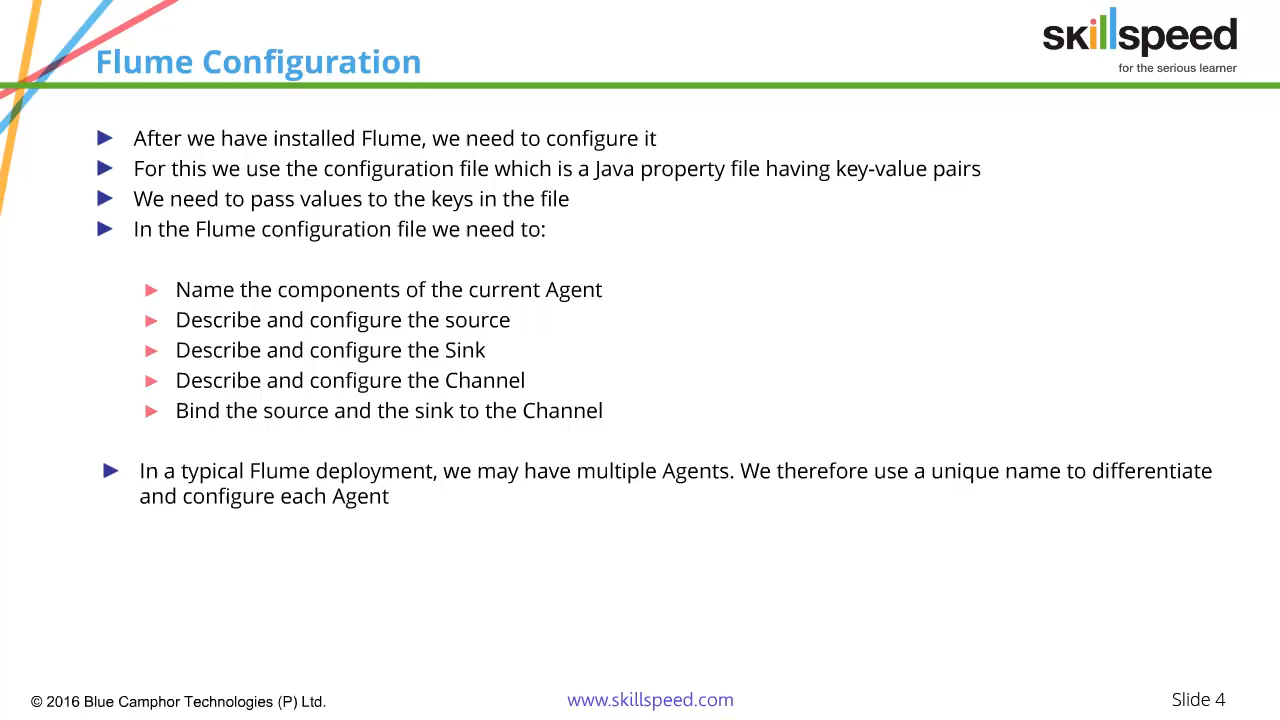 Flume Configuration
skillspeed
for the serious learner
After we have installed Flume, we need to configure it
For this we use the configuration file which is a Java property file having key-value pairs
We need to pass values to the keys in the file
In the Flume configuration file we need to:
Name the components of the current Agent
Describe and configure the source
Describe and configure the Sink
Describe and configure the Channel
Bind the source and the sink to the Channel
In a typical Flume deployment, we may have multiple Agents. We therefore use a unique name to differentiate
and configure each Agent
© 2016 Blue Camphor Technologies (P) Ltd.
www.skillspeed.com
Slide 4